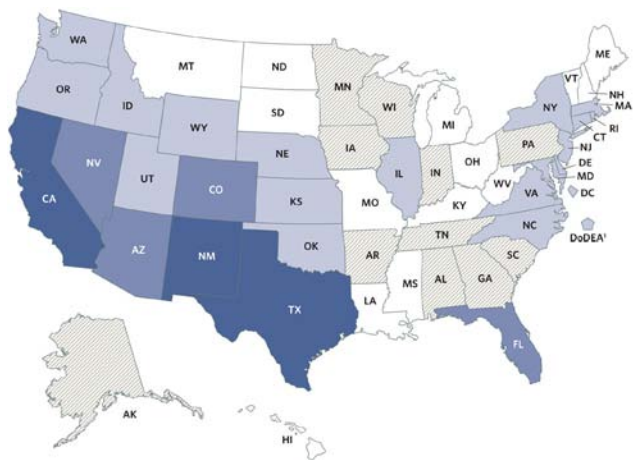 WA
MT
ND
MN
ME
VT
NH
MA
OR
ID
SD
WI
MI
NY
RI
CT
WY
IA
PA
NJ
NV
NE
IL
IN
OH
DE
MD
UT
CO
WV
VA
DC
CA
KS
MO
KY
NC
DoDEA¹
AZ
NM
OK
AR
TN
SC
TX
LA
MS
AL
GA
FL
AK
HI